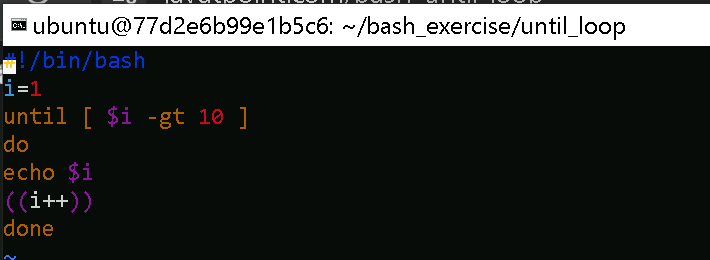 ubuntu@77d2e6b99e1b5c6: ~/bash_exercise/until_loop
#!/bin/bash
i=1
until [ $i -gt 10 ]
do
echo $i
((i++))
done
~